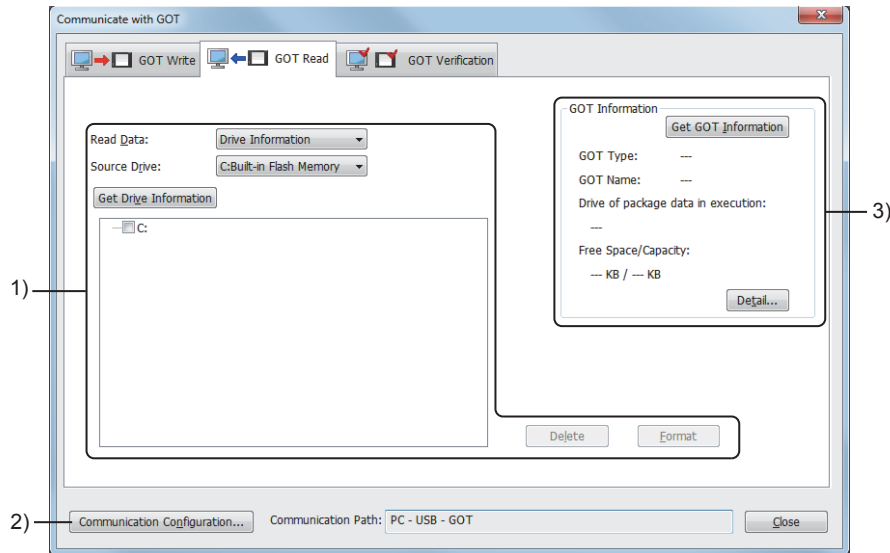 Communicate with GOT
x
GOT Write
GOT Read
GOT Verification
Read Data:
Drive Information
Source Drive:
C:Built-in Flash Memory
Get Drive Information
C:
GOT Information
Get GOT Information
GOT Type:
---
GOT Name:
---
Drive of package data in execution:
---
Free Space/Capacity:
--- KB / --- KB
Detail...
1)
3)
Delete
Format
2)
Communication Configuration...
Communication Path:
PC - USB - GOT
Close